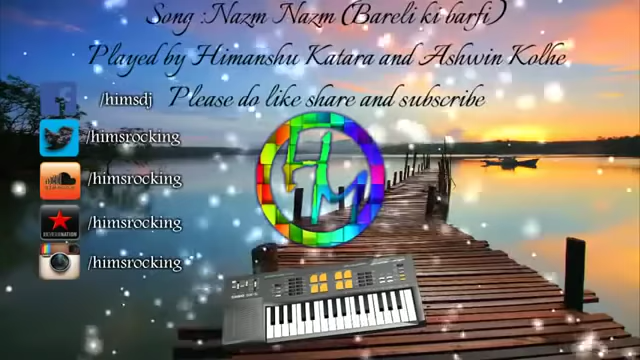 Song :Nazm Nazm (Bareli ki barfi)
Played by Himanshu Katara and Ashwin Kolhe
Please do like share and subscribe
/himsdj
/himsrocking
/himsrocking
/himsrocking
/himsrocking
HM